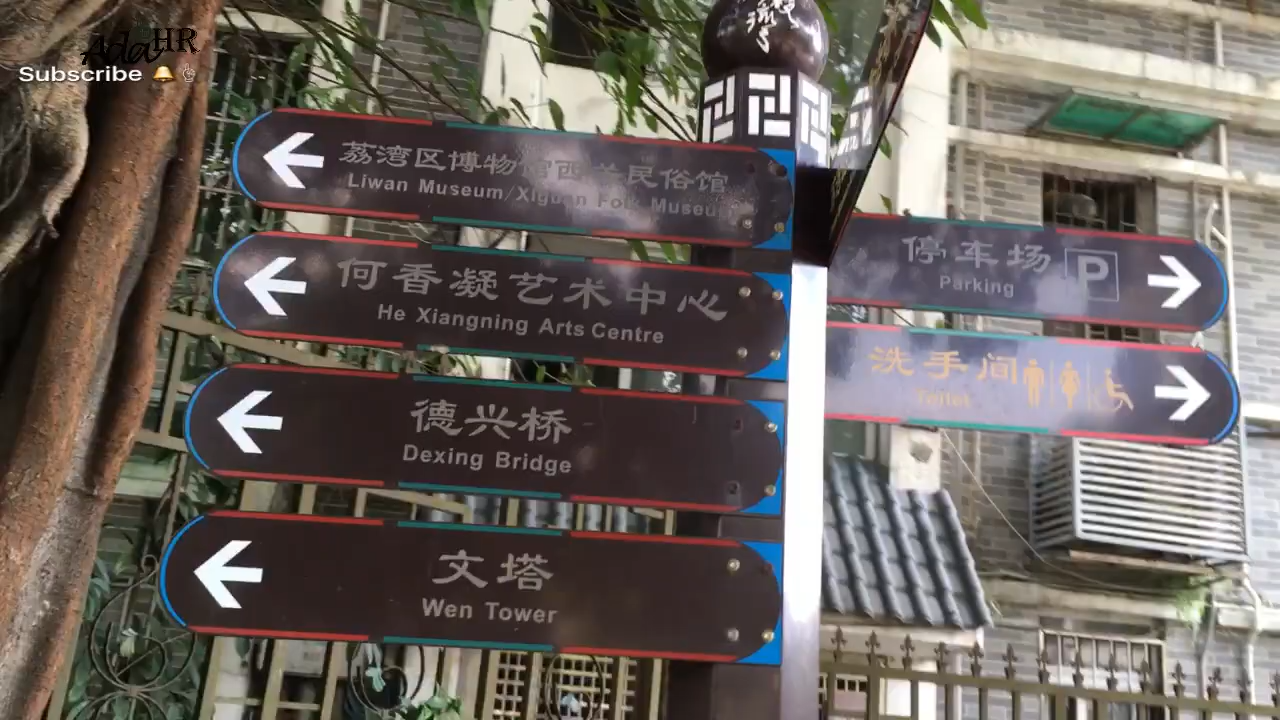 AdaHR
Subscribe
荔湾区博物馆西关民俗馆
Liwan Museum/Xiguan Folk Museum
何香凝艺术中心
He Xiangning Arts Centre
德兴桥
Dexing Bridge
文塔
Wen Tower
停车场 P
Parking
洗手间
Toilet